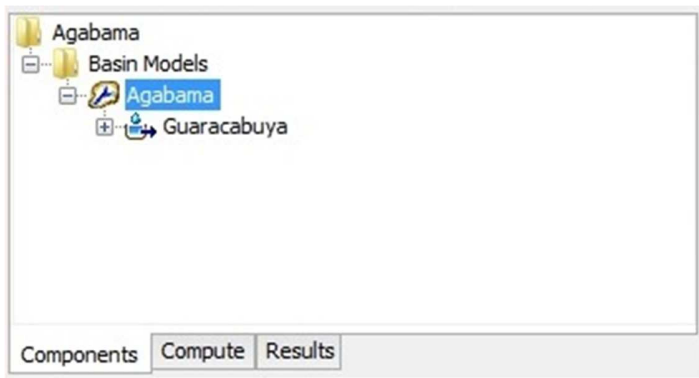 Agabama
Basin Models
Agabama
Guaracabuya
Components Compute Results